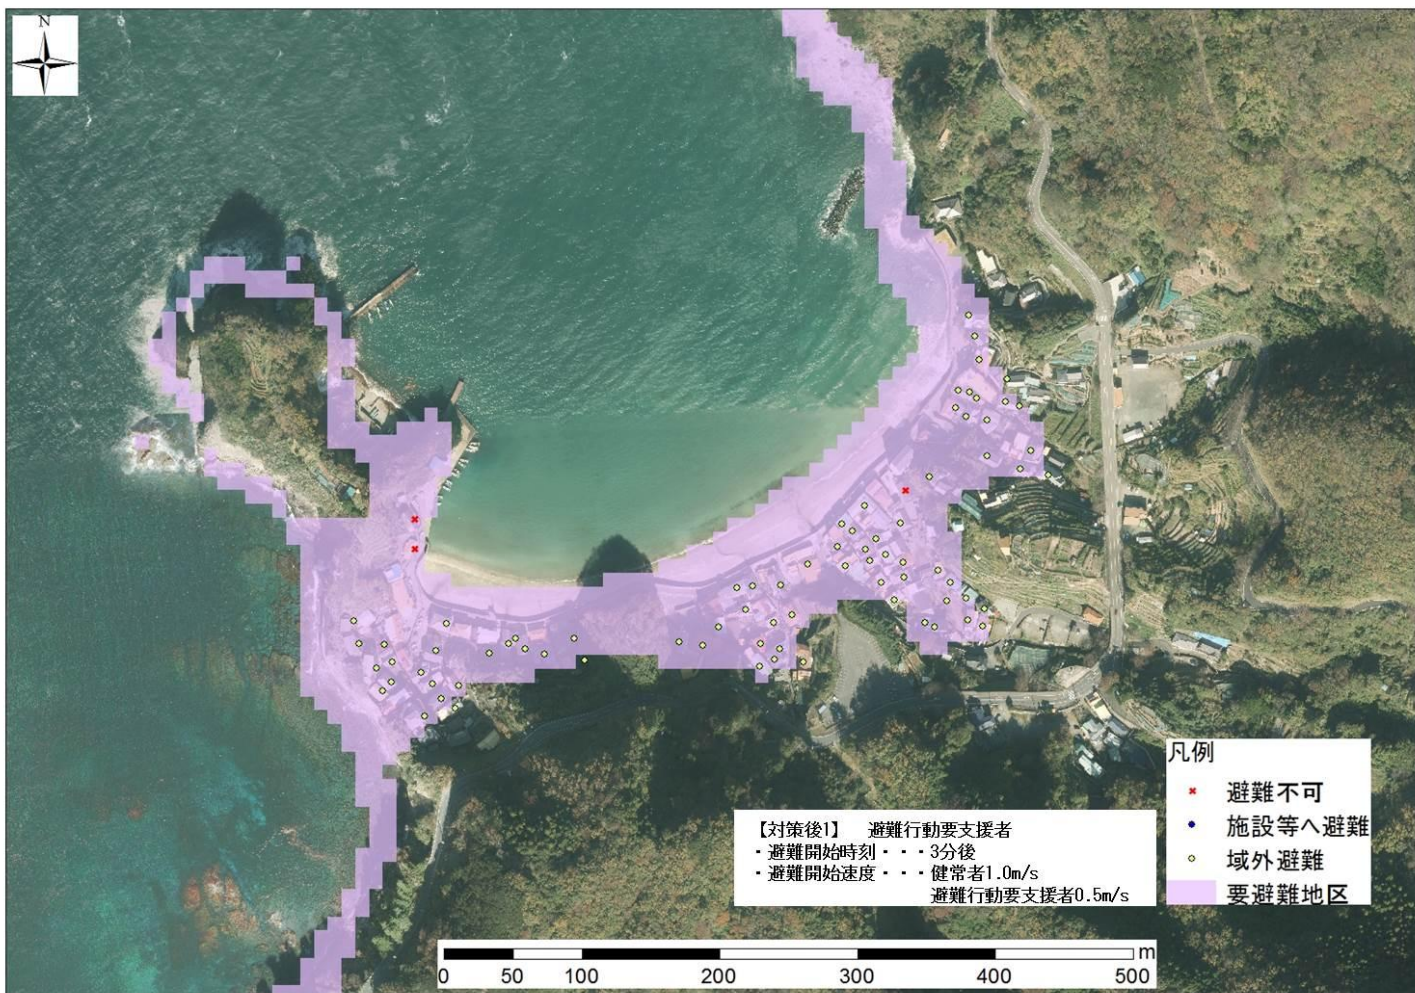 N
凡例
避難不可
施設等へ避難
域外避難
要避難地区
【対策後1】 避難行動要支援者
・避難開始時刻・・・3分後
・避難開始速度・・・健常者1.0m/s
避難行動要支援者0.5m/s
m
0 50 100 200 300 400 500